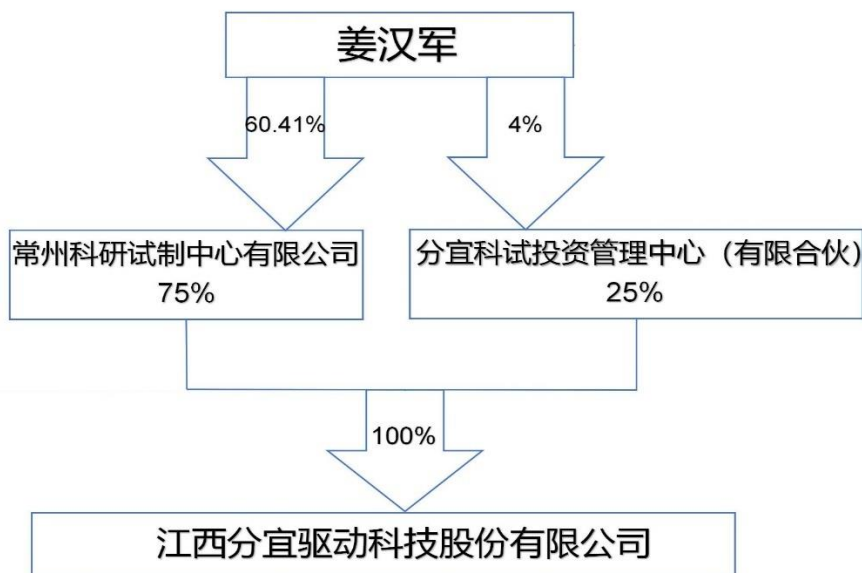 姜汉军
60.41%
4%
常州科研试制中心有限公司
75%
分宜科试投资管理中心（有限合伙）
25%
100%
江西分宜驱动科技股份有限公司